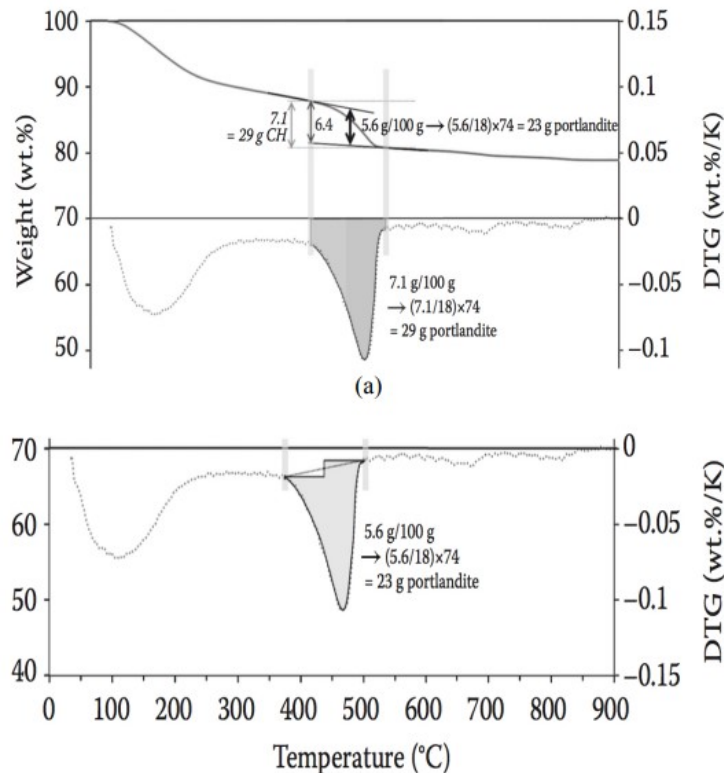 100
90
80
70
60
50
Weight (wt.%)
7.1
= 29 g CH
6.4
5.6 g/100 g → (5.6/18)×74 = 23 g portlandite
7.1 g/100 g
→ (7.1/18)×74
= 29 g portlandite
0.15
0.1
0.05
0
−0.05
−0.1
DTG (wt.%/K)
(a)
70
60
50
40
5.6 g/100 g
→ (5.6/18)×74
= 23 g portlandite
0
−0.05
−0.1
−0.15
DTG (wt.%/K)
0 100 200 300 400 500 600 700 800 900
Temperature (°C)